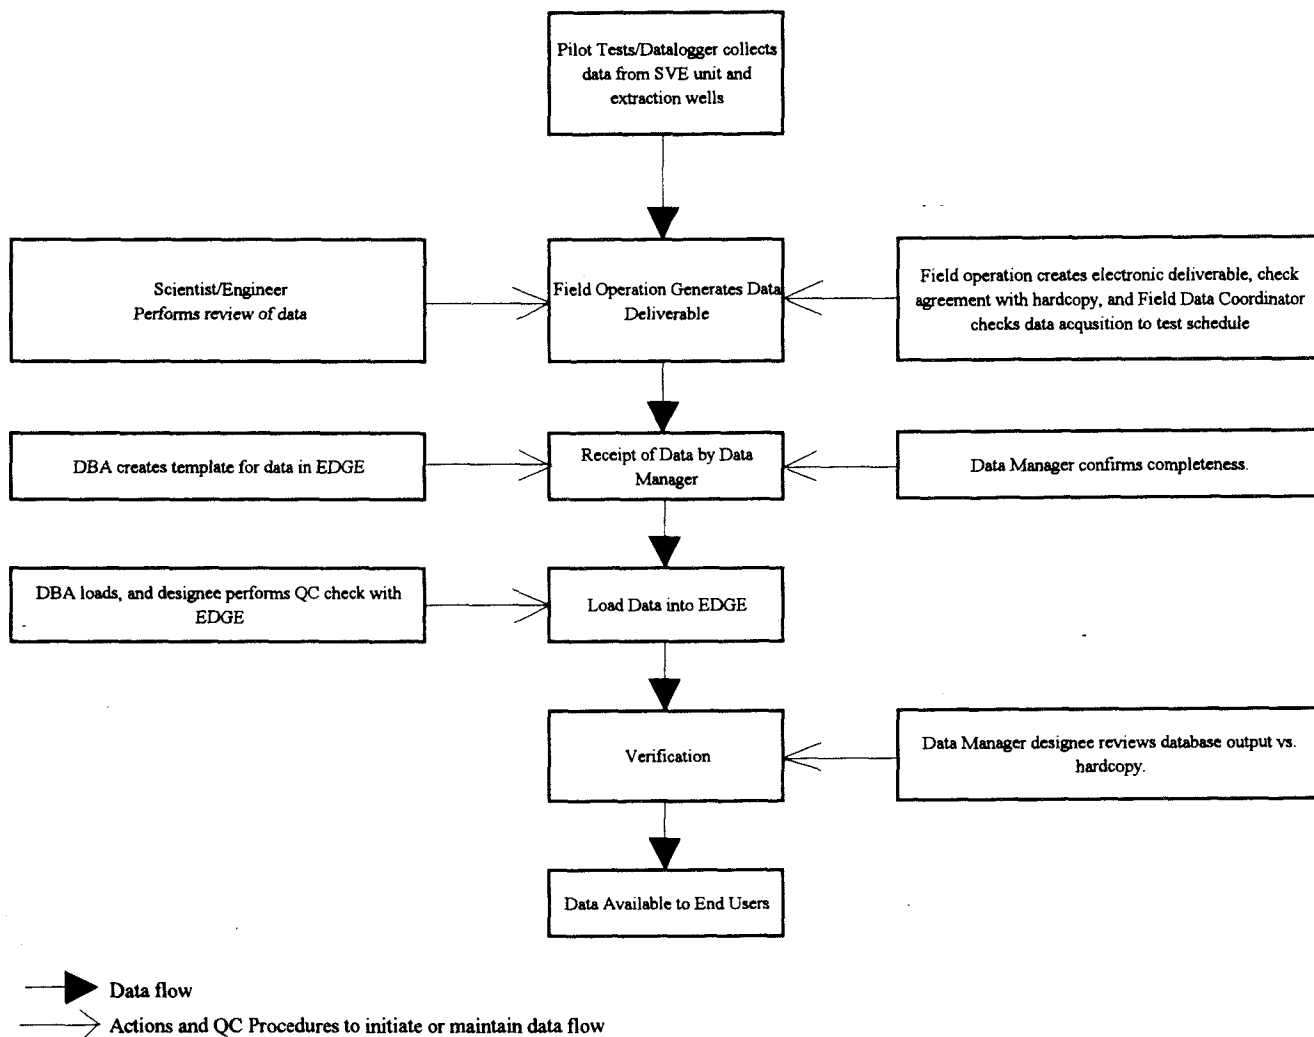 Pilot Tests/Datalogger collects
data from SVE unit and
extraction wells
Scientist/Engineer
Performs review of data
Field Operation Generates Data
Deliverable
Field operation creates electronic deliverable, check
agreement with hardcopy, and Field Data Coordinator
checks data acqusition to test schedule
DBA creates template for data in EDGE
Receipt of Data by Data
Manager
Data Manager confirms completeness.
DBA loads, and designee performs QC check with
EDGE
Load Data into EDGE
Verification
Data Manager designee reviews database output vs.
hardcopy.
Data Available to End Users
Data flow
Actions and QC Procedures to initiate or maintain data flow